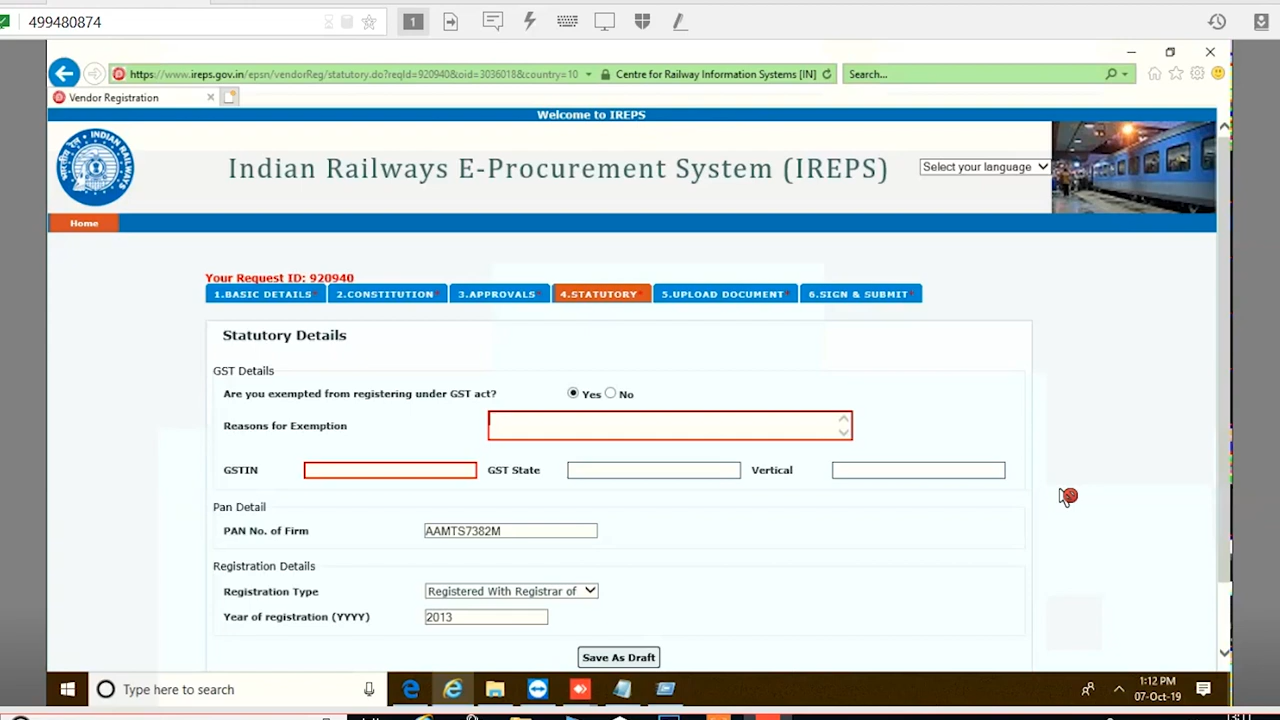 499480874
1
https://www.ireps.gov.in/epsn/vendorReg/statutory.do?reqId=920940&oid=3036018&country=10
Centre for Railway Information Systems [IN]
Search...
Vendor Registration
Welcome to IREPS
INDIAN RAILWAYS
Indian Railways E-Procurement System (IREPS)
Select your language
Home
Your Request ID: 920940
1.BASIC DETAILS* 2.CONSTITUTION* 3.APPROVALS* 4.STATUTORY* 5.UPLOAD DOCUMENT* 6.SIGN & SUBMIT*
Statutory Details
GST Details
Are you exempted from registering under GST act? Yes No
Reasons for Exemption
GSTIN GST State Vertical
Pan Detail
PAN No. of Firm AAMTS7382M
Registration Details
Registration Type Registered With Registrar of
Year of registration (YYYY) 2013
Save As Draft
Type here to search
1:12 PM
07-Oct-19